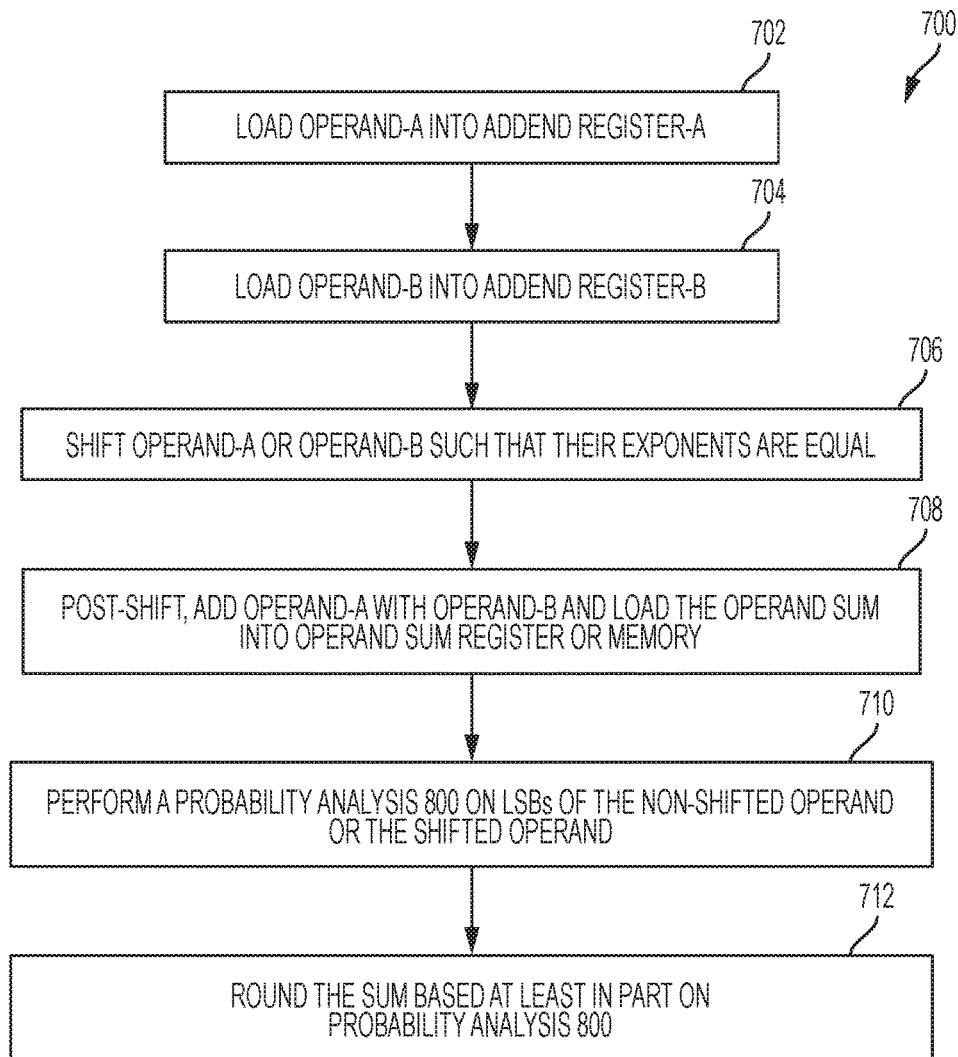 700
702
LOAD OPERAND-A INTO ADDEND REGISTER-A
704
LOAD OPERAND-B INTO ADDEND REGISTER-B
706
SHIFT OPERAND-A OR OPERAND-B SUCH THAT THEIR EXPONENTS ARE EQUAL
708
POST-SHIFT, ADD OPERAND-A WITH OPERAND-B AND LOAD THE OPERAND SUM
INTO OPERAND SUM REGISTER OR MEMORY
710
PERFORM A PROBABILITY ANALYSIS 800 ON LSBs OF THE NON-SHIFTED OPERAND
OR THE SHIFTED OPERAND
712
ROUND THE SUM BASED AT LEAST IN PART ON
PROBABILITY ANALYSIS 800